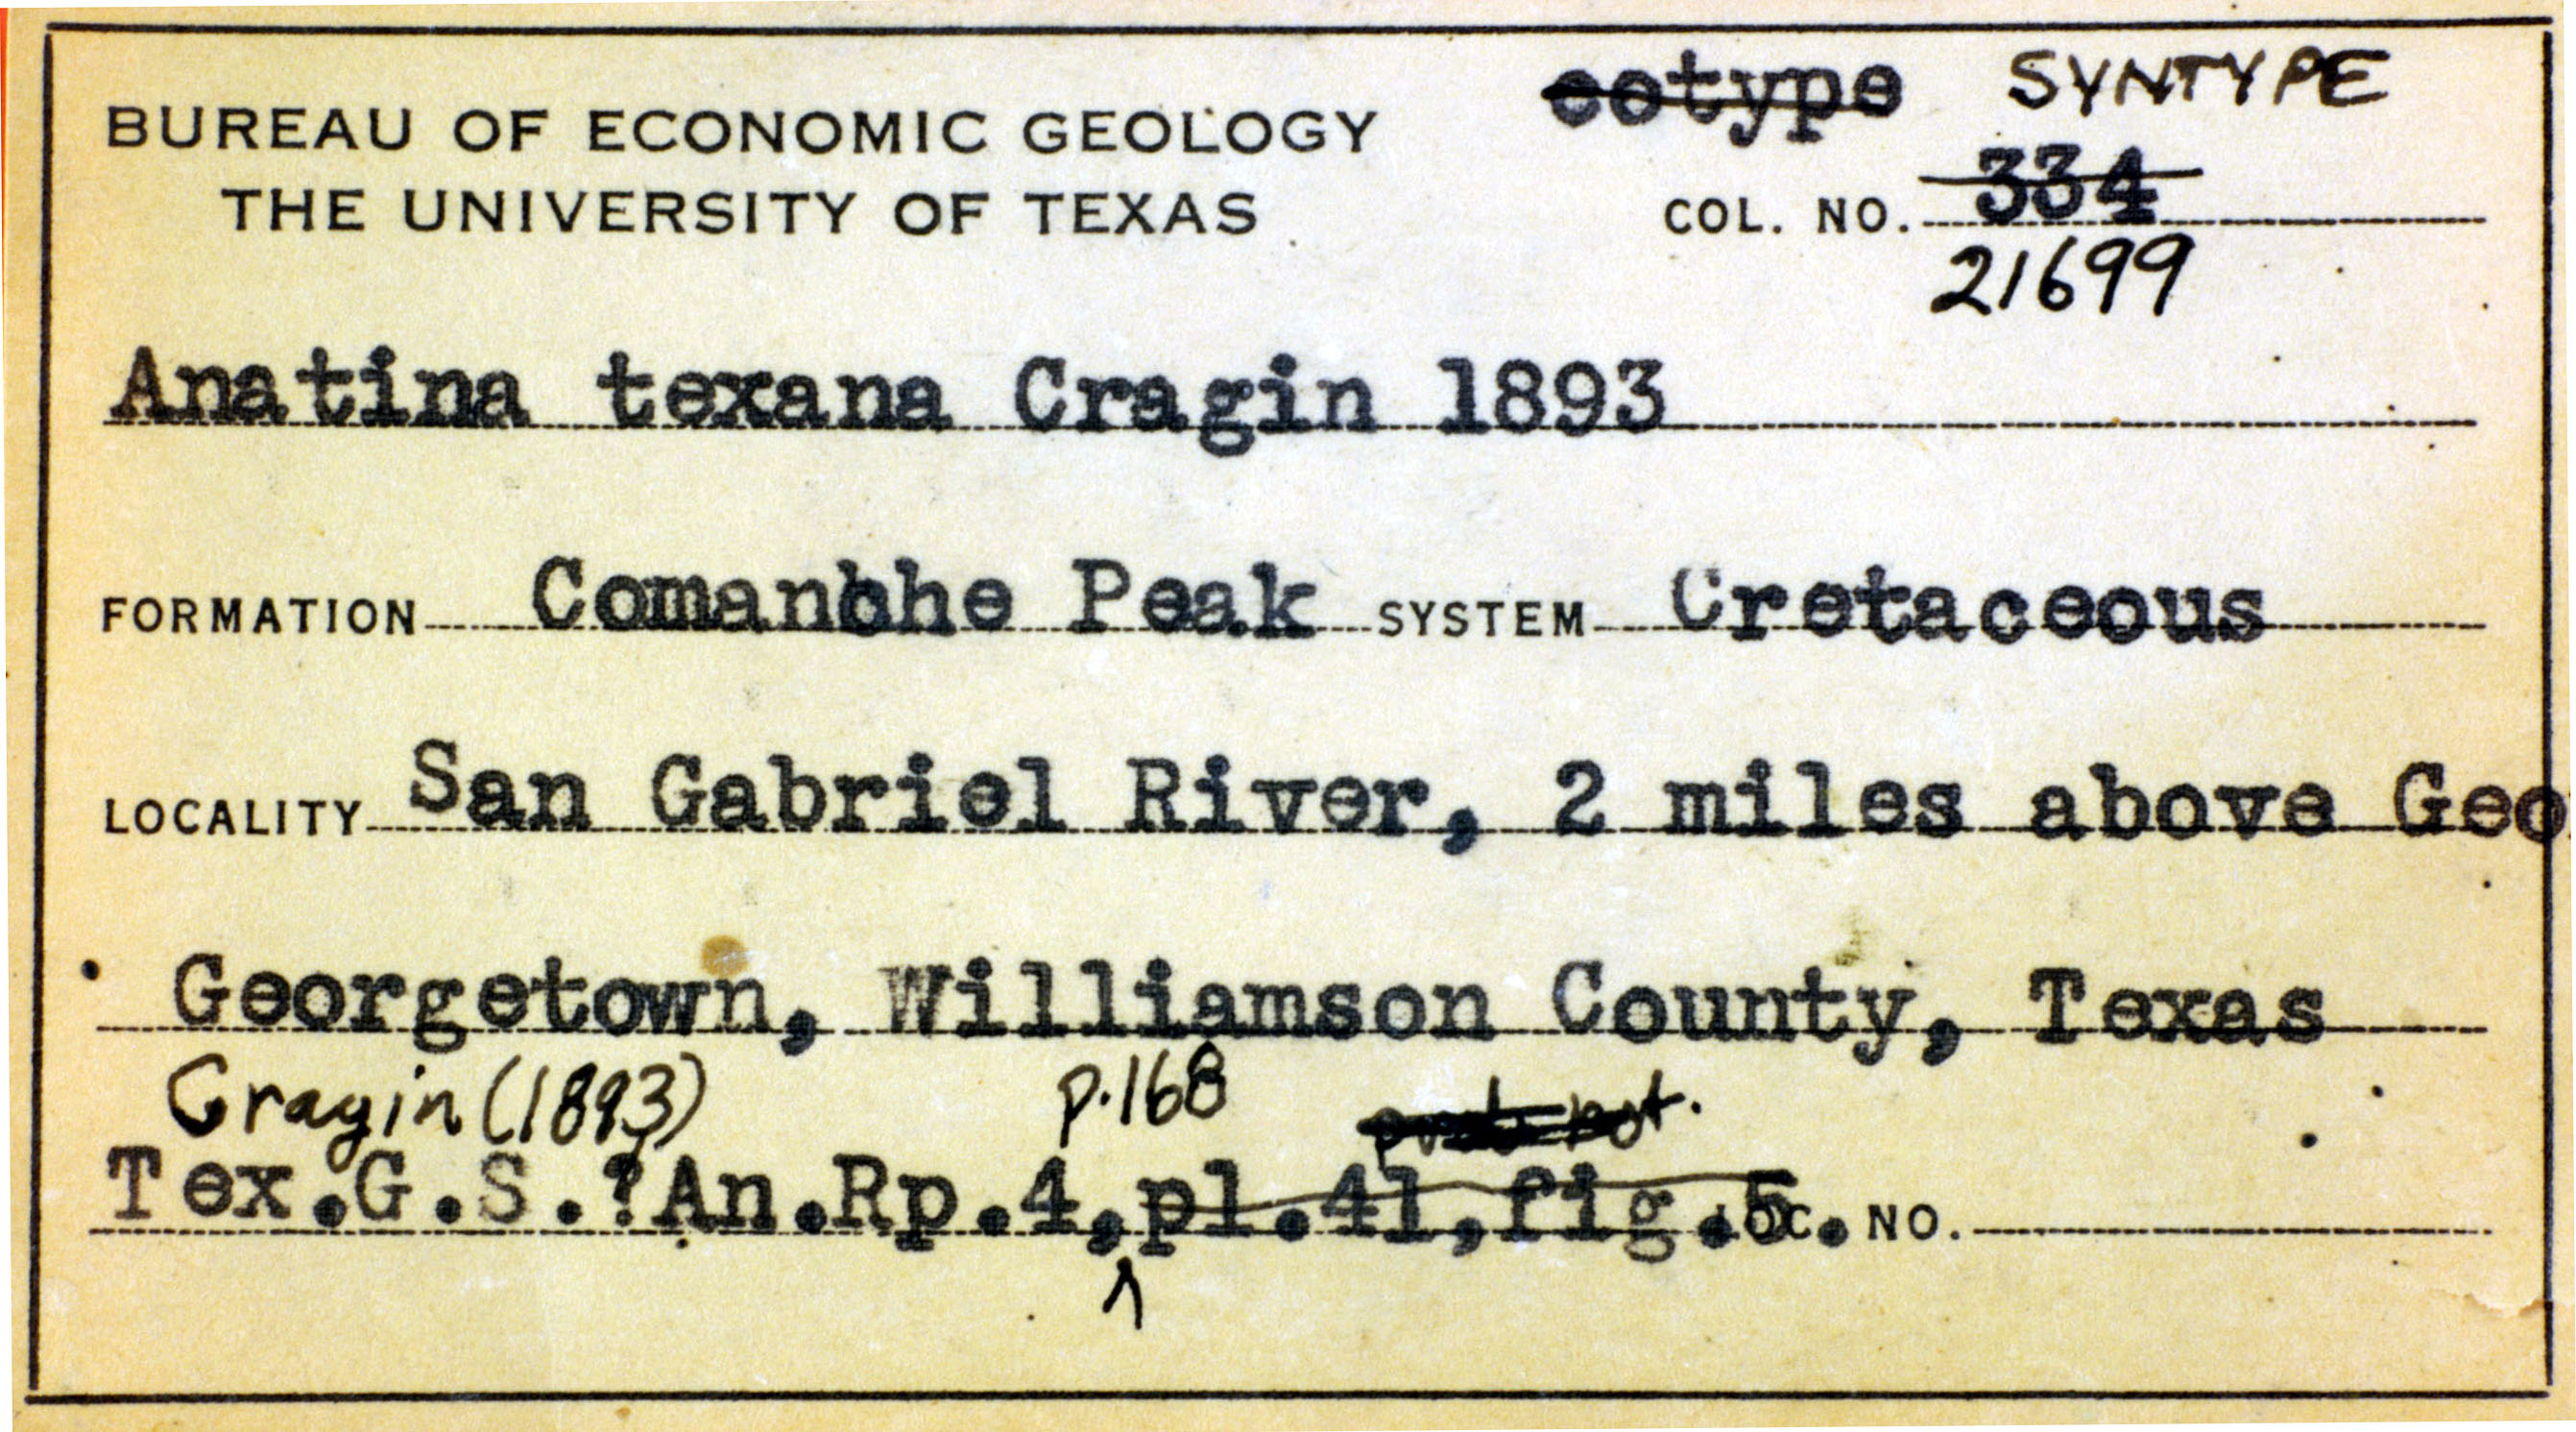 cotype SYNTYPE
BUREAU OF ECONOMIC GEOLOGY
THE UNIVERSITY OF TEXAS
COL. NO. 334
21699
Anatina texana Cragin 1893
FORMATION Comanche Peak SYSTEM Cretaceous
LOCALITY San Gabriel River, 2 miles above Geo
Georgetown, Williamson County, Texas
Cragin (1893) p.168 not.
Tex.G.S.?An.Rp.4,pl.41,fig.5. LOC. NO.